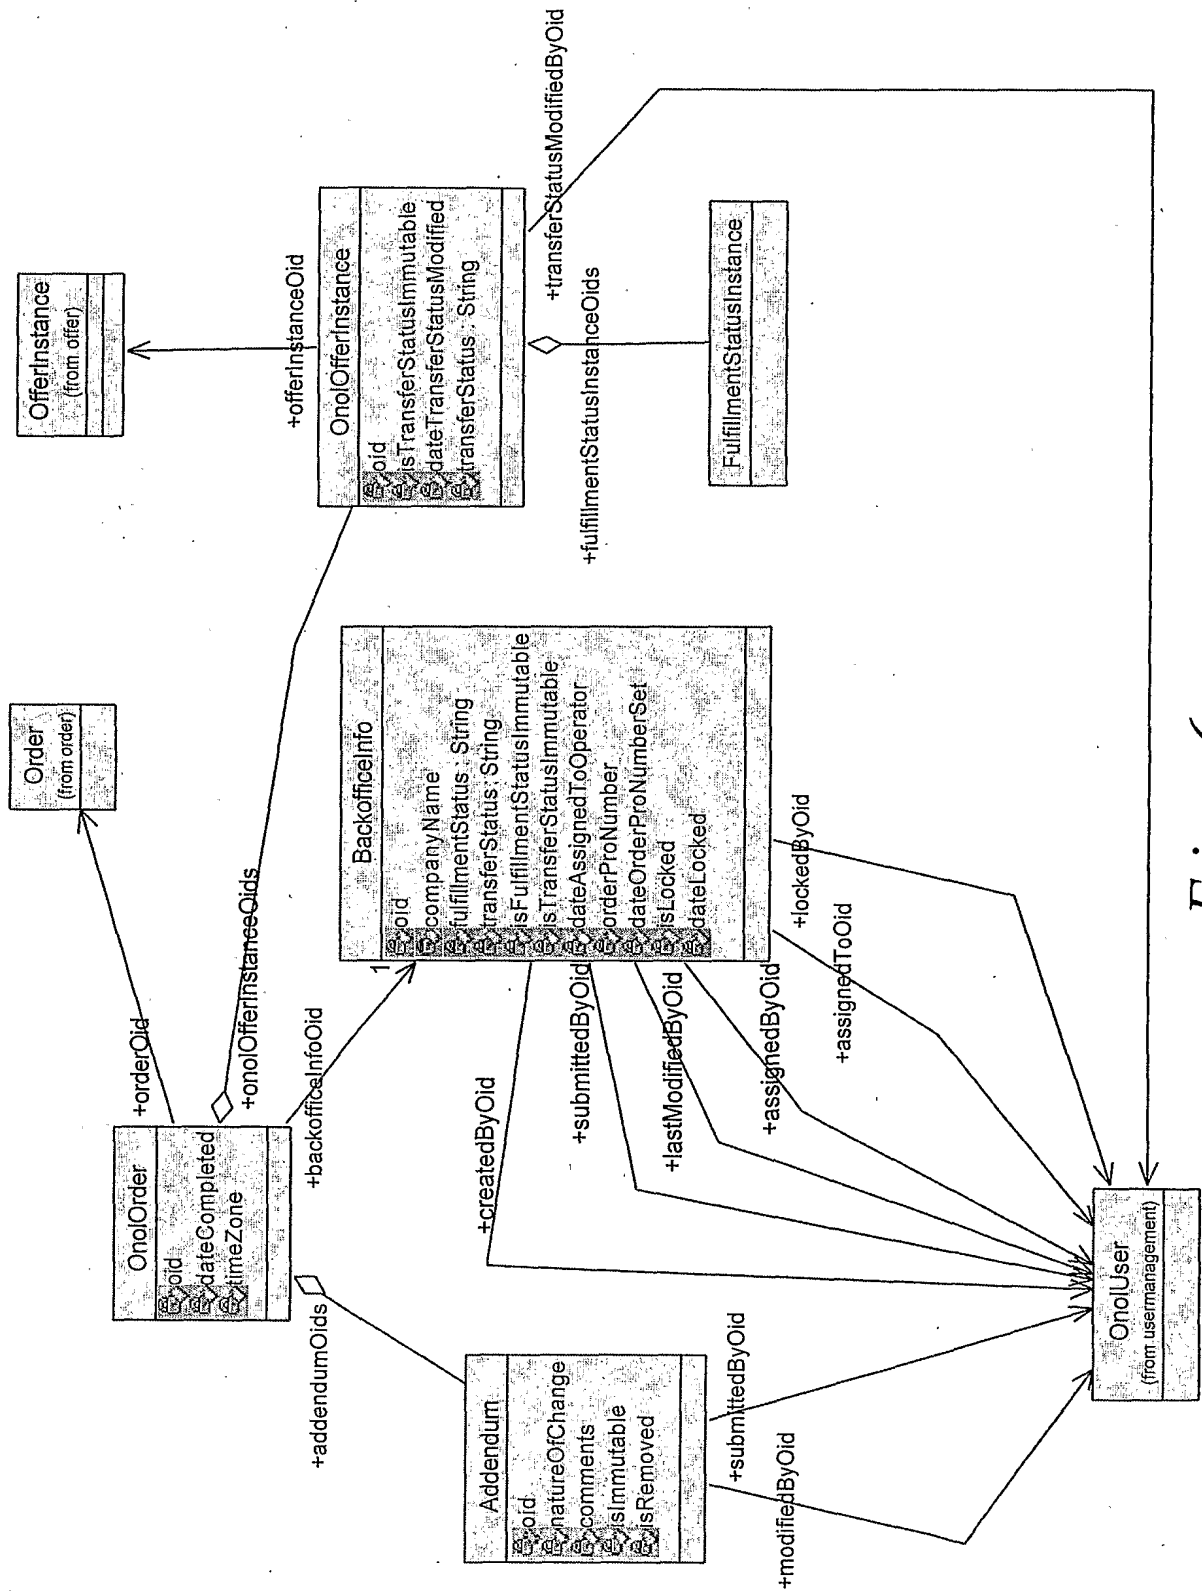 OnolOrder
oid
dateCompleted
timeZone
+orderOid
Order
(from order)
+onolOfferInstanceOids
+backofficeInfoOid
+addendumOids
OfferInstance
(from offer)
+offerInstanceOid
OnolOfferInstance
oid
isTransferStatusImmutable
dateTransferStatusModified
transferStatus : String
+transferStatusModifiedByOid
+fulfillmentStatusInstanceOids
FulfillmentStatusInstance
1
BackofficeInfo
oid
companyName
fulfillmentStatus : String
transferStatus : String
isFulfillmentStatusImmutable
isTransferStatusImmutable
dateAssignedToOperator
orderProNumber
dateOrderProNumberSet
isLocked
dateLocked
+createdByOid
+submittedByOid
+lastModifiedByOid
+assignedByOid
+assignedToOid
+lockedByOid
Addendum
oid
natureOfChange
comments
isImmutable
isRemoved
+submittedByOid
+modifiedByOid
OnolUser
(from usermanagement)